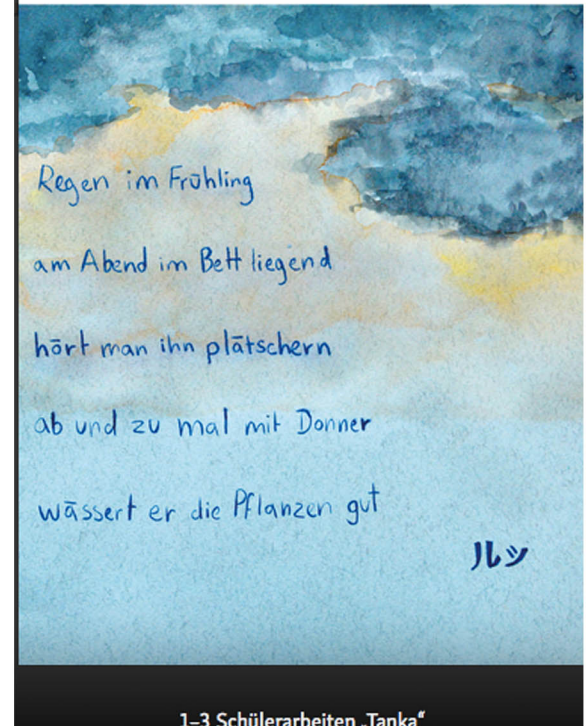 Regen im Frühling
am Abend im Bett liegend
hört man ihn plätschern
ab und zu mal mit Donner
wässert er die Pflanzen gut
ルッ
1–3 Schülerarbeiten „Tanka“